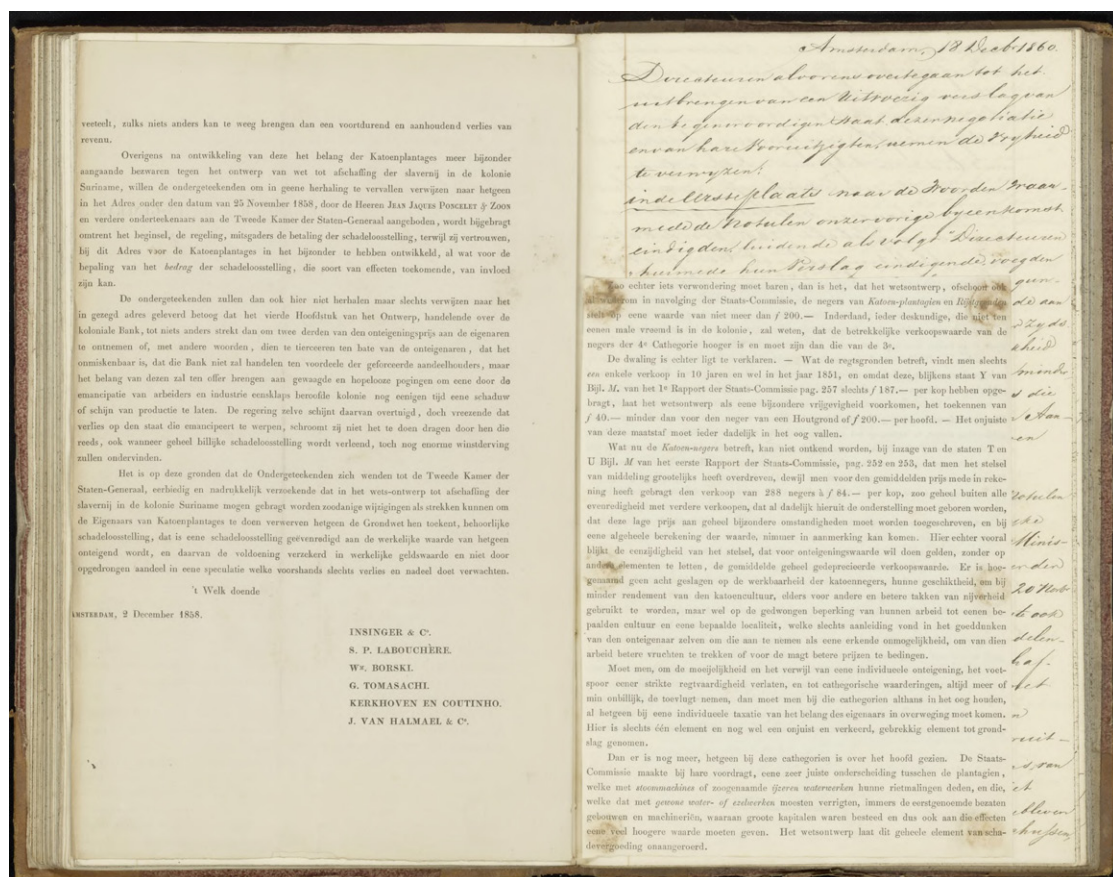 veeteelt, zulks niets anders kan te weeg brengen dan een voortdurend en aanhoudend verlies van
revenu.
Overigens na ontwikkeling van deze het belang der Katoenplantages meer bijzonder
aangaande bezwaren tegen het ontwerp van wet tot afschaffing der slavernij in de kolonie
Suriname, willen de ondergeteekenden om in geene herhaling te vervallen verwijzen naar hetgeen
in het Adres onder den datum van 25 November 1858, door de Heeren JEAN JAQUES PONCELET & ZOON
en verdere onderteekenaars aan de Tweede Kamer der Staten-Generaal aangeboden, wordt bijgebragt
omtrent het beginsel, de regeling, mitsgaders de betaling der schadeloosstelling, terwijl zij vertrouwen,
bij dit Adres voor de Katoenplantages in het bijzonder te hebben ontwikkeld, al wat voor de
bepaling van het bedrag der schadeloosstelling, die soort van effecten toekomende, van invloed
zijn kan.
De ondergeteekenden zullen dan ook hier niet herhalen maar slechts verwijzen naar het
in gezegd adres geleverd betoog dat het vierde Hoofdstuk van het Ontwerp, handelende over de
koloniale Bank, tot niets anders strekt dan om twee derden van den onteigeningsprijs aan de eigenaren
te ontnemen of, met andere woorden, dien te tiercéren ten bate van de onteigenaren, dat het
onmiskenbaar is, dat die Bank niet zal handelen ten voordeele der geforceerde aandeelhouders, maar
het belang van dezen zal ten offer brengen aan gewaagde en hopelooze pogingen om eene door de
emancipatie van arbeiders en industrie eensklaps beroofde kolonie nog eenigen tijd eene schaduw
of schijn van productie te laten. De regering zelve schijnt daarvan overtuigd, doch vreezende dat
verlies op den staat die emancipeert te werpen, schroomt zij niet het te doen dragen door hen die
reeds, ook wanneer geheel billijke schadeloosstelling wordt verleend, toch nog enorme winstderving
zullen ondervinden.
Het is op deze gronden dat de Ondergeteekenden zich wenden tot de Tweede Kamer der
Staten-Generaal, eerbiedig en nadrukkelijk verzoekende dat in het wets-ontwerp tot afschaffing der
slavernij in de kolonie Suriname mogen gebragt worden zoodanige wijzigingen als strekken kunnen om
de Eigenaars van Katoenplantages te doen verwerven hetgeen de Grondwet hen toekent, behoorlijke
schadeloosstelling, dat is eene schadeloosstelling geëvenredigd aan de werkelijke waarde van hetgeen
onteigend wordt, en daarvan de voldoening verzekerd in werkelijke geldswaarde en niet door
opgedrongen aandeel in eene speculatie welke voorshands slechts verlies en nadeel doet verwachten.
't Welk doende
AMSTERDAM, 2 December 1858.
INSINGER & Co.
S. P. LABOUCHÈRE.
Wm. BORSKI.
G. TOMASACHI.
KERKHOVEN EN COUTINHO.
J. VAN HALMAEL & Co.
Amsterdam, 18 Decbr 1860.
Directeuren alvorens overtegaan tot het
uitbrengen van een Uitvoerig verslag van
den tegenwoordigen staat dezer negotiatie
en van hare Vooruitzigten, nemen de Vryheid
te verwyzen:
in de Eerste plaats naar de Woorden waar-
mede de Notulen onzer vorige byeenkomst
eindigden, luidende als volgt "Directeuren
hiermede hun Verslag eindigende, voegden
Zoo echter iets verwondering moet baren, dan is het, dat het wetsontwerp, ofschoon ook
alweder in navolging der Staats-Commissie, de negers van Katoen-plantagien en Rijstgronden
stelt op eene waarde van niet meer dan f 200.— Inderdaad, ieder deskundige, die niet ten
eenen male vreemd is in de kolonie, zal weten, dat de betrekkelijke verkoopswaarde van de
negers der 4e Cathegorie hooger is en moet zijn dan die van de 3e.
De dwaling is echter ligt te verklaren. — Wat de regtsgronden betreft, vindt men slechts
eene enkele verkoop in 10 jaren en wel in het jaar 1851, en omdat deze, blijkens staat Y van
Bijl. M. van het 1e Rapport der Staats-Commissie pag. 257 slechts f 187.— per kop hebben opge-
bragt, laat het wetsontwerp als eene bijzondere vrijgevigheid voorkomen, het toekennen van
f 40.— minder dan voor den neger van een Houtgrond of f 200.— per hoofd. — Het onjuiste
van deze maatstaf moet ieder dadelijk in het oog vallen.
Wat nu de Katoen-negers betreft, kan niet ontkend worden, bij inzage van de staten T en
U Bijl. M van het eerste Rapport der Staats-Commissie, pag. 252 en 253, dat men het stelsel
van middeling grootelijks heeft overdreven, dewijl men voor den gemiddelden prijs mede in reke-
ning heeft gebragt den verkoop van 288 negers à f 84.— per kop, zoo geheel buiten alle
evenredigheid met verdere verkoopen, dat al dadelijk hieruit de onderstelling moet geboren worden,
dat deze lage prijs aan geheel bijzondere omstandigheden moet worden toegeschreven, en bij
eene algeheele berekening der waarde, nimmer in aanmerking kan komen. Hier echter vooral
blijkt de eenzijdigheid van het stelsel, dat voor onteigeningswaarde wil doen gelden, zonder op
andere elementen te letten, de gemiddelde geheel gedeprecieerde verkoopswaarde. Er is hoe-
genaamd geen acht geslagen op de werkbaarheid der katoennegers, hunne geschiktheid, om bij
minder rendement van den katoencultuur, elders voor andere en betere takken van nijverheid
gebruikt te worden, maar wel op de gedwongen beperking van hunnen arbeid tot eenen be-
paalden cultuur en eene bepaalde localiteit, welke slechts aanleiding vond in het goeddunken
van den onteigenaar zelven om die aan te nemen als eene erkende onmogelijkheid, om van dien
arbeid betere vruchten te trekken of voor de magt betere prijzen te bedingen.
Moet men, om de moeijelijkheid en het verwijl van eene individueele onteigening, het voet-
spoor eener strikte regtvaardigheid verlaten, en tot cathegorische waarderingen, altijd meer of
min onbillijk, de toevlugt nemen, dan moet men bij die cathegorien althans in het oog houden,
al hetgeen bij eene individueele taxatie van het belang des eigenaars in overweging moet komen.
Hier is slechts één element en nog wel een onjuist en verkeerd, gebrekkig element tot grond-
slag genomen.
Dan er is nog meer, hetgeen bij deze cathegorien is over het hoofd gezien. De Staats-
Commissie maakte bij hare voordragt, eene zeer juiste onderscheiding tusschen de plantagien,
welke met stoommachines of zoogenaamde ijzeren waterwerken hunne rietmalingen deden, en die,
welke dat met gewone water- of ezelwerken moesten verrigten, immers de eerstgenoemde bezaten
gebouwen en machineriën, waaraan groote kapitalen waren besteed en dus ook aan die effecten
eene veel hoogere waarde moeten geven. Het wetsontwerp laat dit geheele element van scha-
devergoeding onaangeroerd.